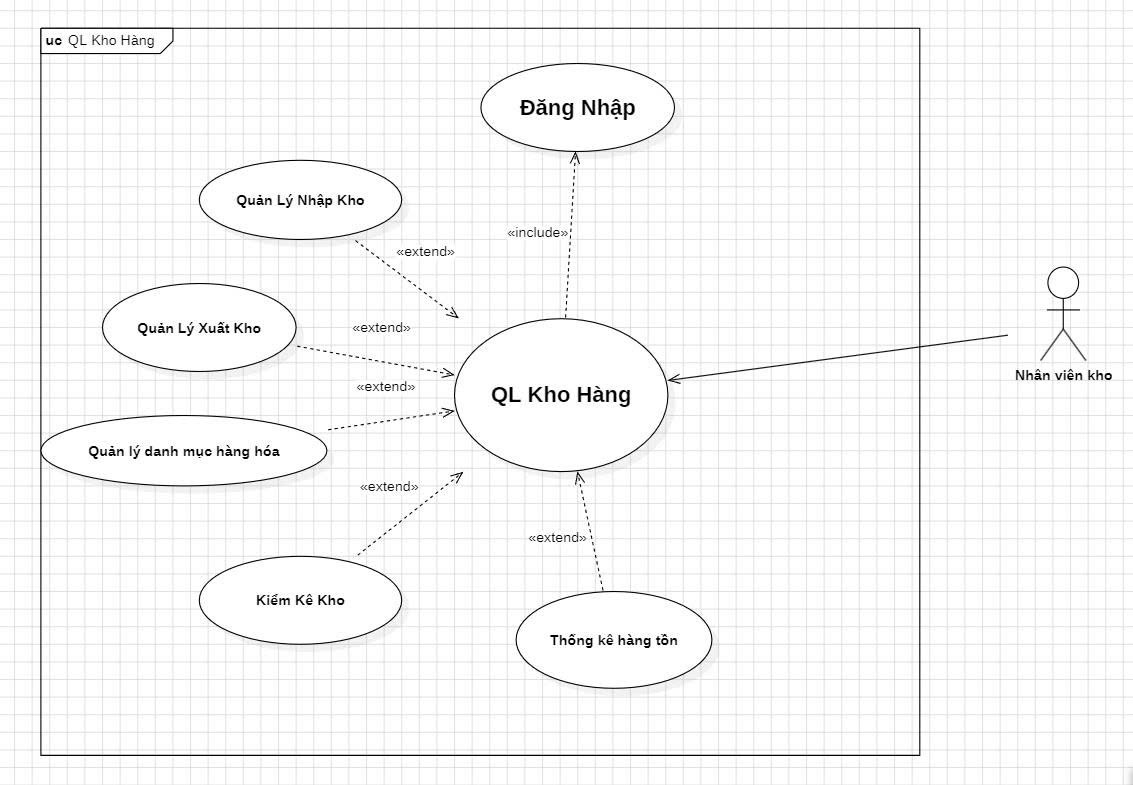 uc QL Kho Hàng
Đăng Nhập
Quản Lý Nhập Kho
«include»
«extend»
Quản Lý Xuất Kho
«extend»
«extend»
QL Kho Hàng
Nhân viên kho
Quản lý danh mục hàng hóa
«extend»
«extend»
Kiểm Kê Kho
Thống kê hàng tồn